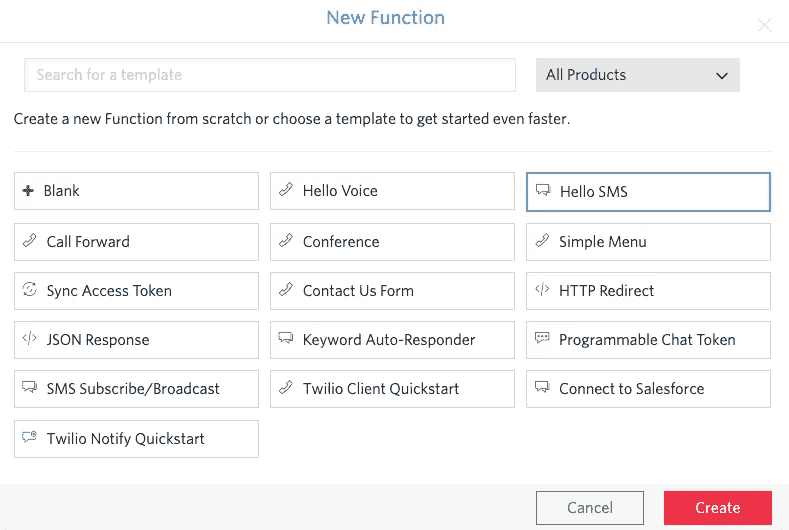 New Function
Search for a template
All Products
Create a new Function from scratch or choose a template to get started even faster.
Blank
Hello Voice
Hello SMS
Call Forward
Conference
Simple Menu
Sync Access Token
Contact Us Form
HTTP Redirect
JSON Response
Keyword Auto-Responder
Programmable Chat Token
SMS Subscribe/Broadcast
Twilio Client Quickstart
Connect to Salesforce
Twilio Notify Quickstart
Cancel
Create